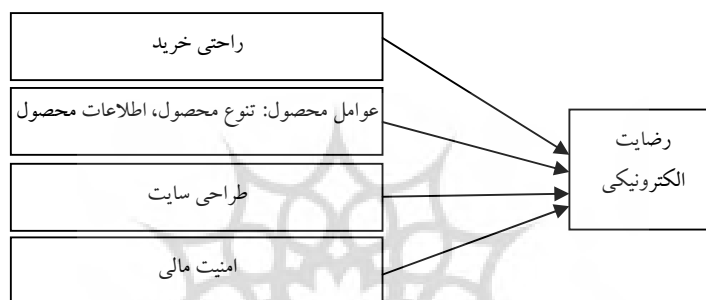 راحتی خرید
عوامل محصول: تنوع محصول، اطلاعات محصول
طراحی سایت
امنیت مالی
رضایت
الکترونیکی